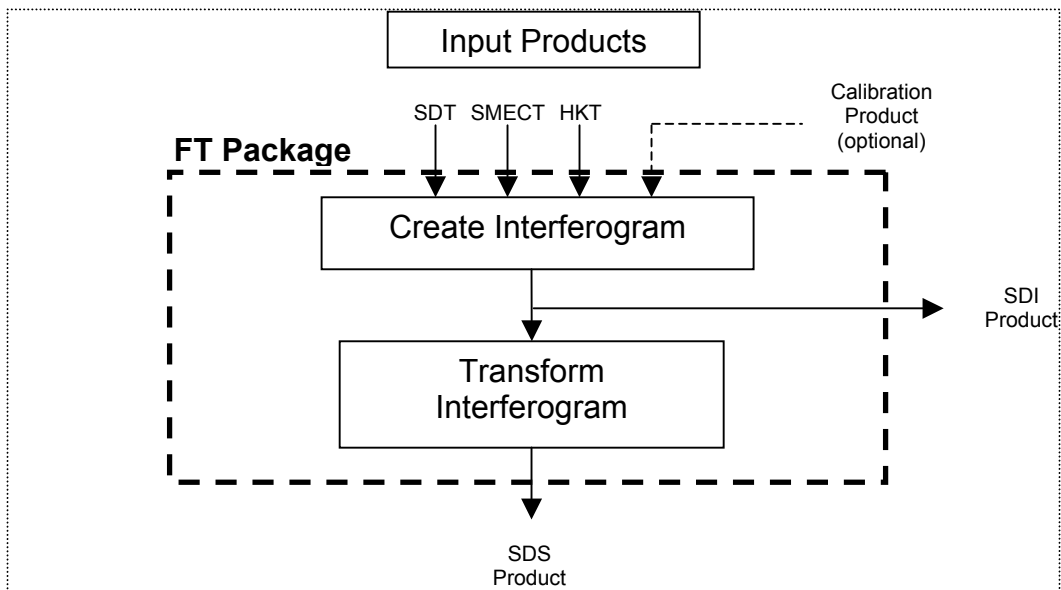 Input Products
SDT SMECT HKT
Calibration
Product
(optional)
FT Package
Create Interferogram
SDI
Product
Transform
Interferogram
SDS
Product